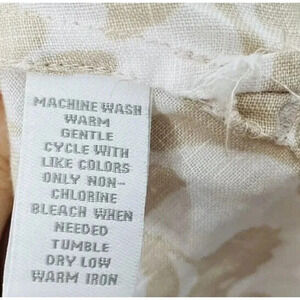 MACHINE WASH
WARM
GENTLE
CYCLE WITH
LIKE COLORS
ONLY NON-
CHLORINE
BLEACH WHEN
NEEDED
TUMBLE
DRY LOW
WARM IRON